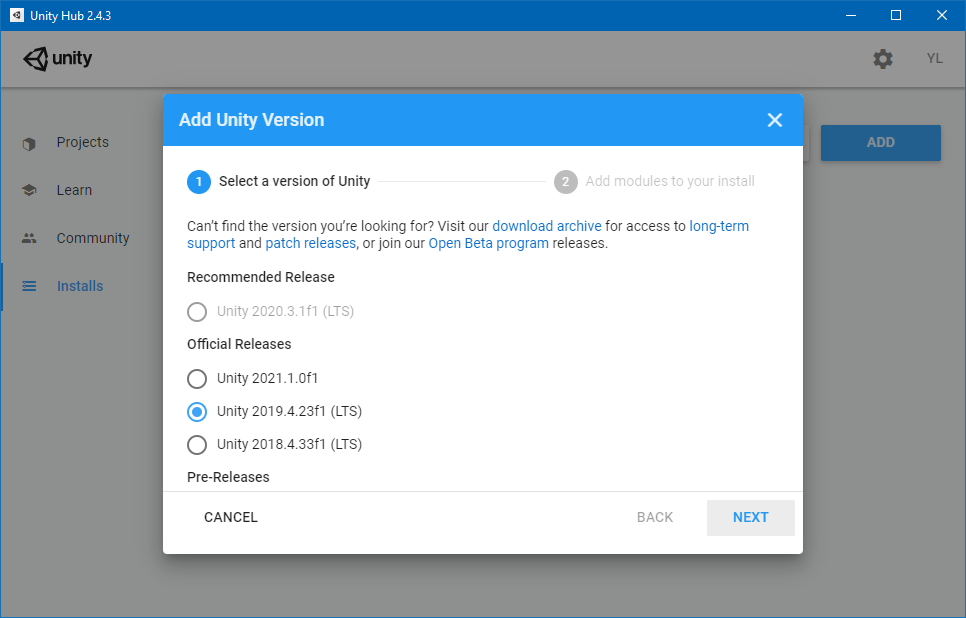 Unity Hub 2.4.3
unity
YL
Projects
Learn
Community
Installs
ADD
Add Unity Version
1 Select a version of Unity
2 Add modules to your install
Can't find the version you're looking for? Visit our download archive for access to long-term
support and patch releases, or join our Open Beta program releases.
Recommended Release
Unity 2020.3.1f1 (LTS)
Official Releases
Unity 2021.1.0f1
Unity 2019.4.23f1 (LTS)
Unity 2018.4.33f1 (LTS)
Pre-Releases
CANCEL
BACK
NEXT